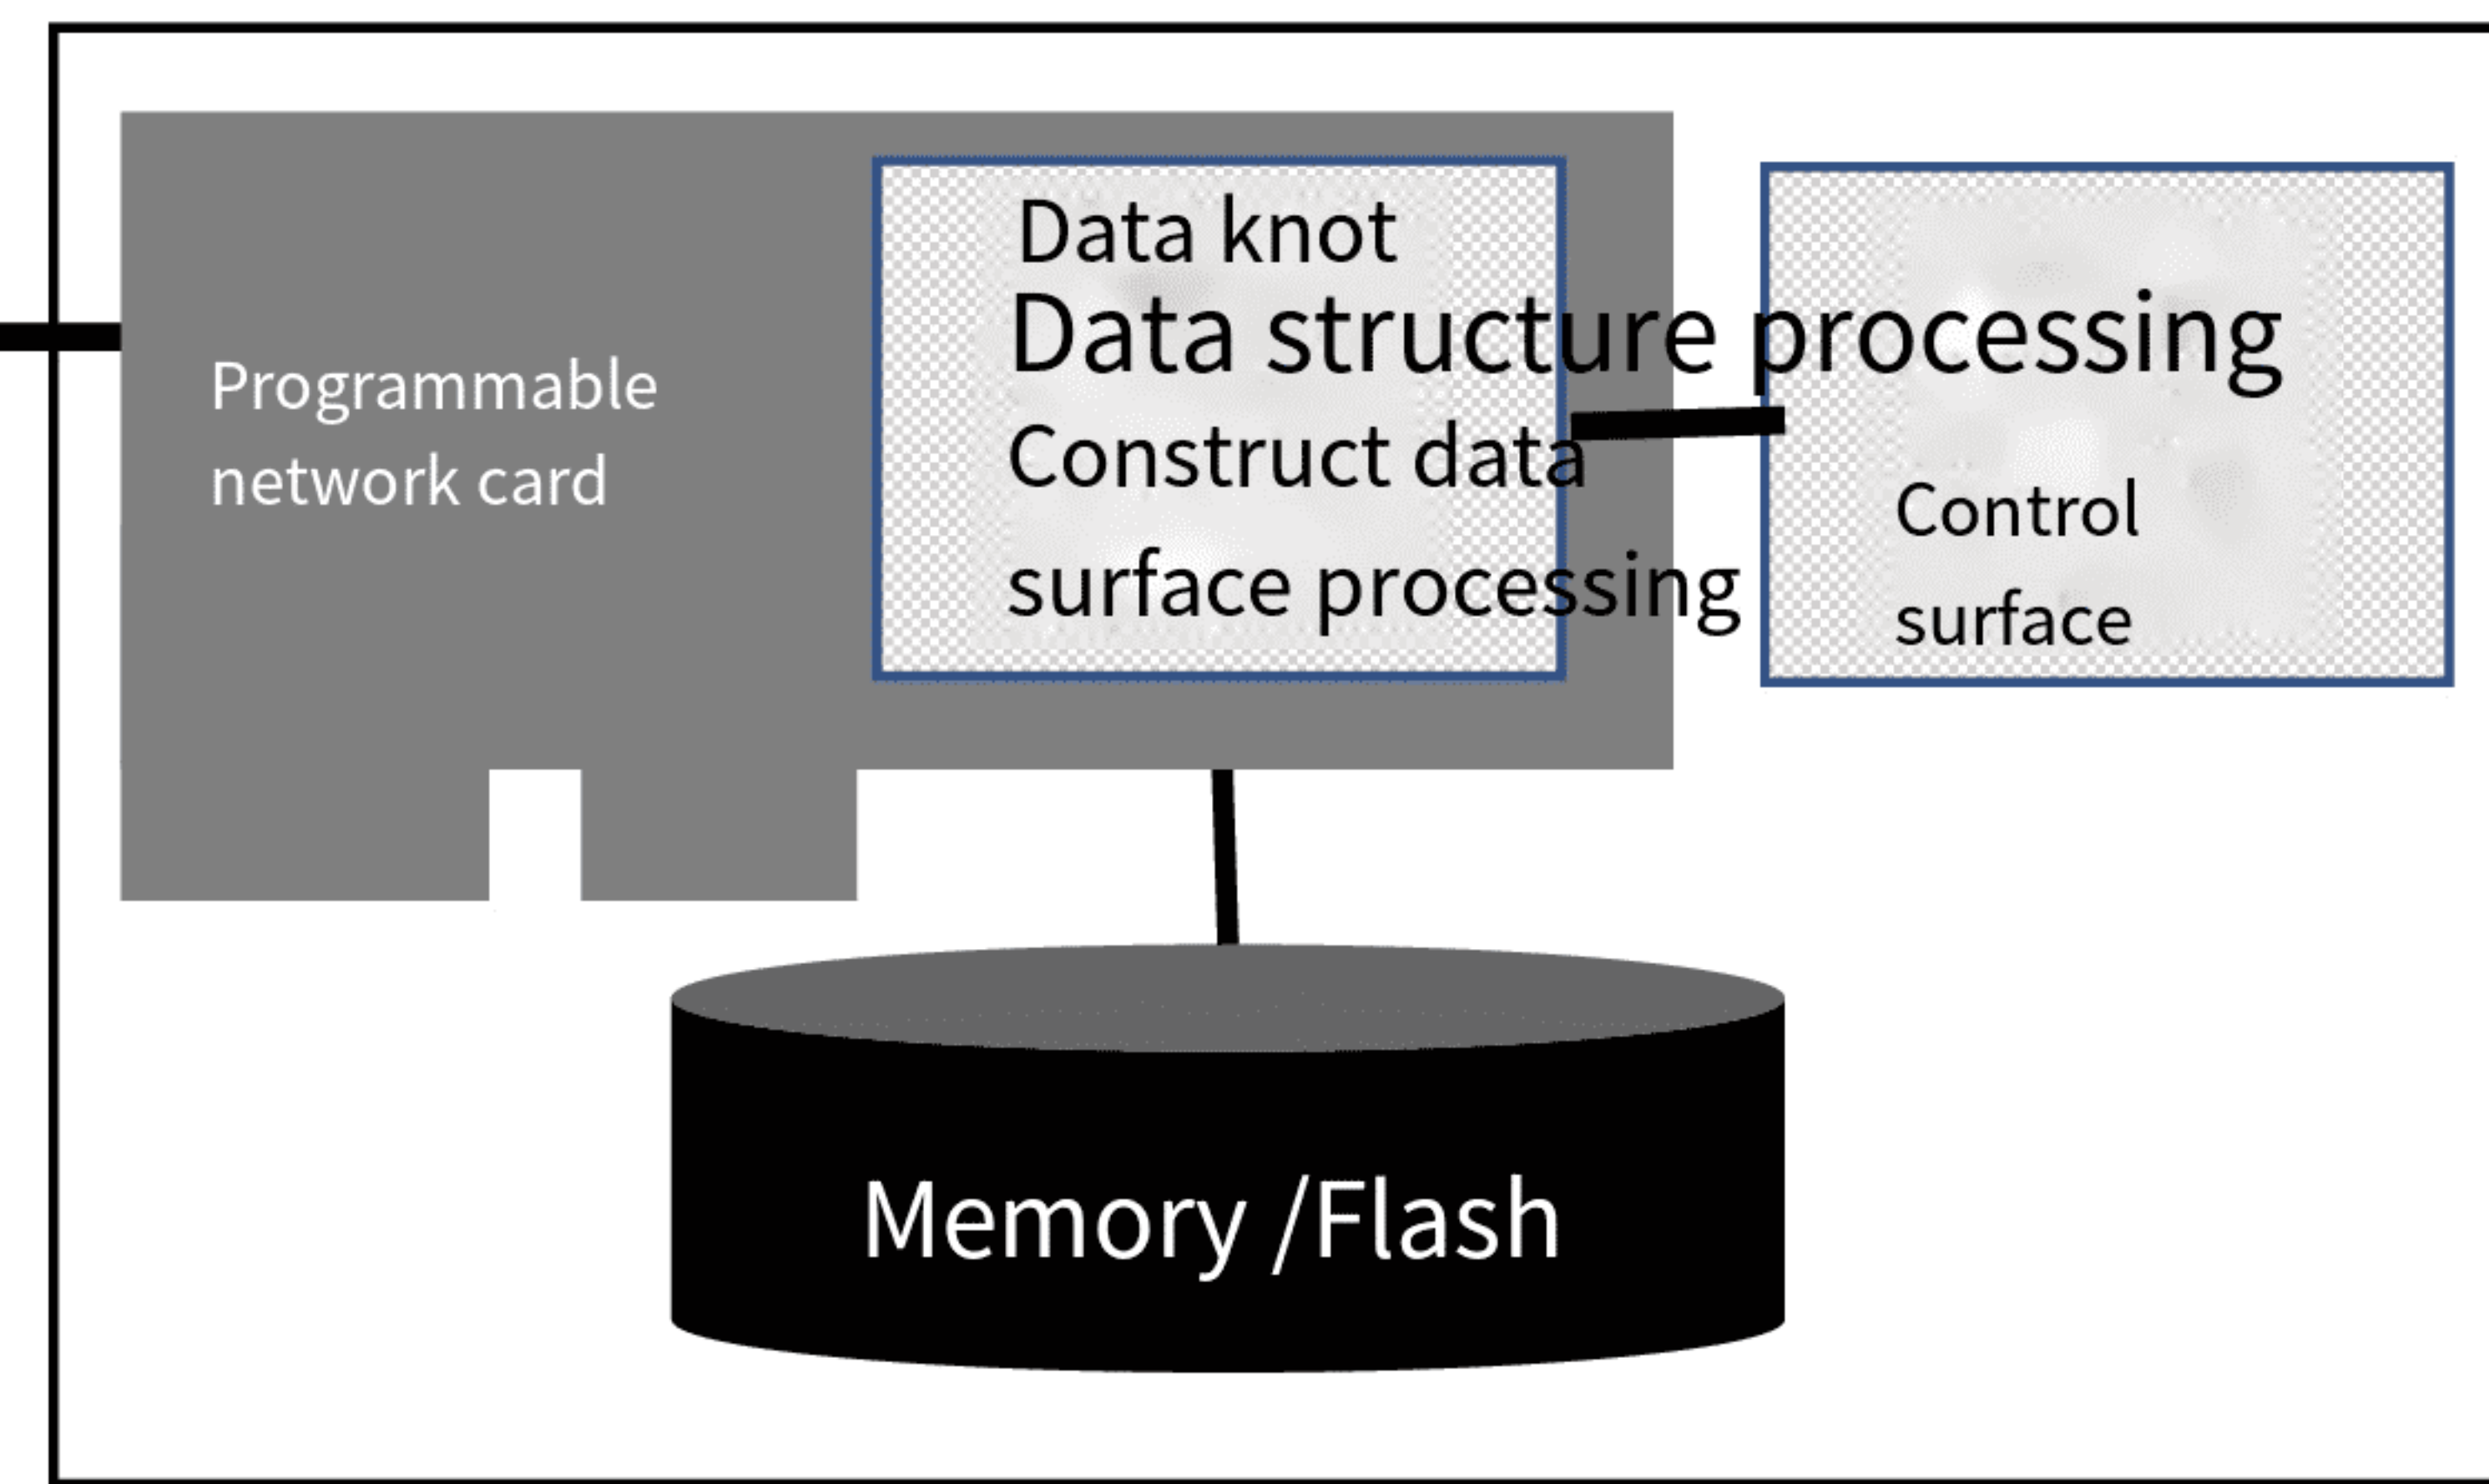 Programmable
network card
Data knot
Data structure processing
Construct data
surface processing
Control
surface
Memory /Flash